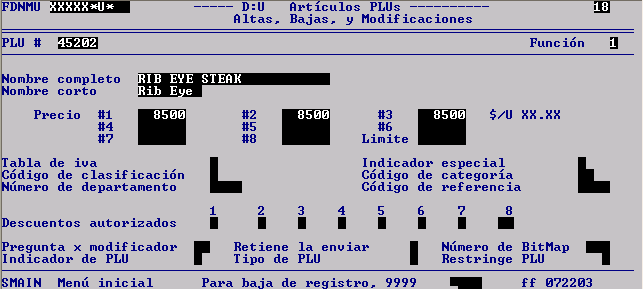 FDNMU XXXXX*U* ----- D:U Artículos PLUs ---------- 18
Altas, Bajas, y Modificaciones
PLU # 45202 Función 1
Nombre completo RIB EYE STEAK
Nombre corto Rib Eye
Precio #1 8500 #2 8500 #3 8500 $/U XX.XX
#4 #5 #6
#7 #8 Limite
Tabla de iva Indicador especial
Código de clasificación Código de categoría
Número de departamento Código de referencia
1 2 3 4 5 6 7 8
Descuentos autorizados
Pregunta x modificador Retiene la enviar Número de BitMap
Indicador de PLU Tipo de PLU Restringe PLU
SMAIN Menú inicial Para baja de registro, 9999 ff 072203